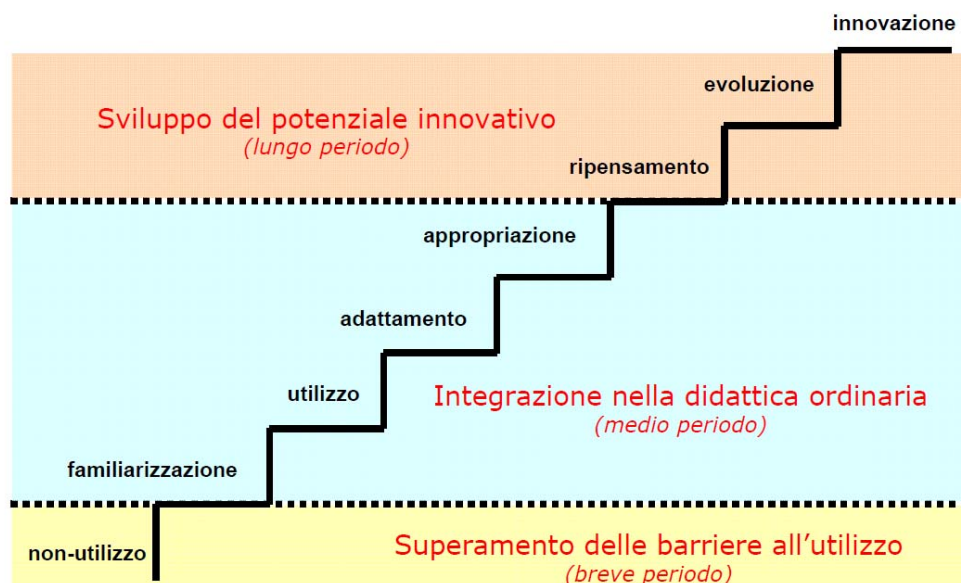 innovazione
evoluzione
Sviluppo del potenziale innovativo
(lungo periodo)
ripensamento
appropriazione
adattamento
utilizzo
Integrazione nella didattica ordinaria
(medio periodo)
familiarizzazione
non-utilizzo
Superamento delle barriere all'utilizzo
(breve periodo)